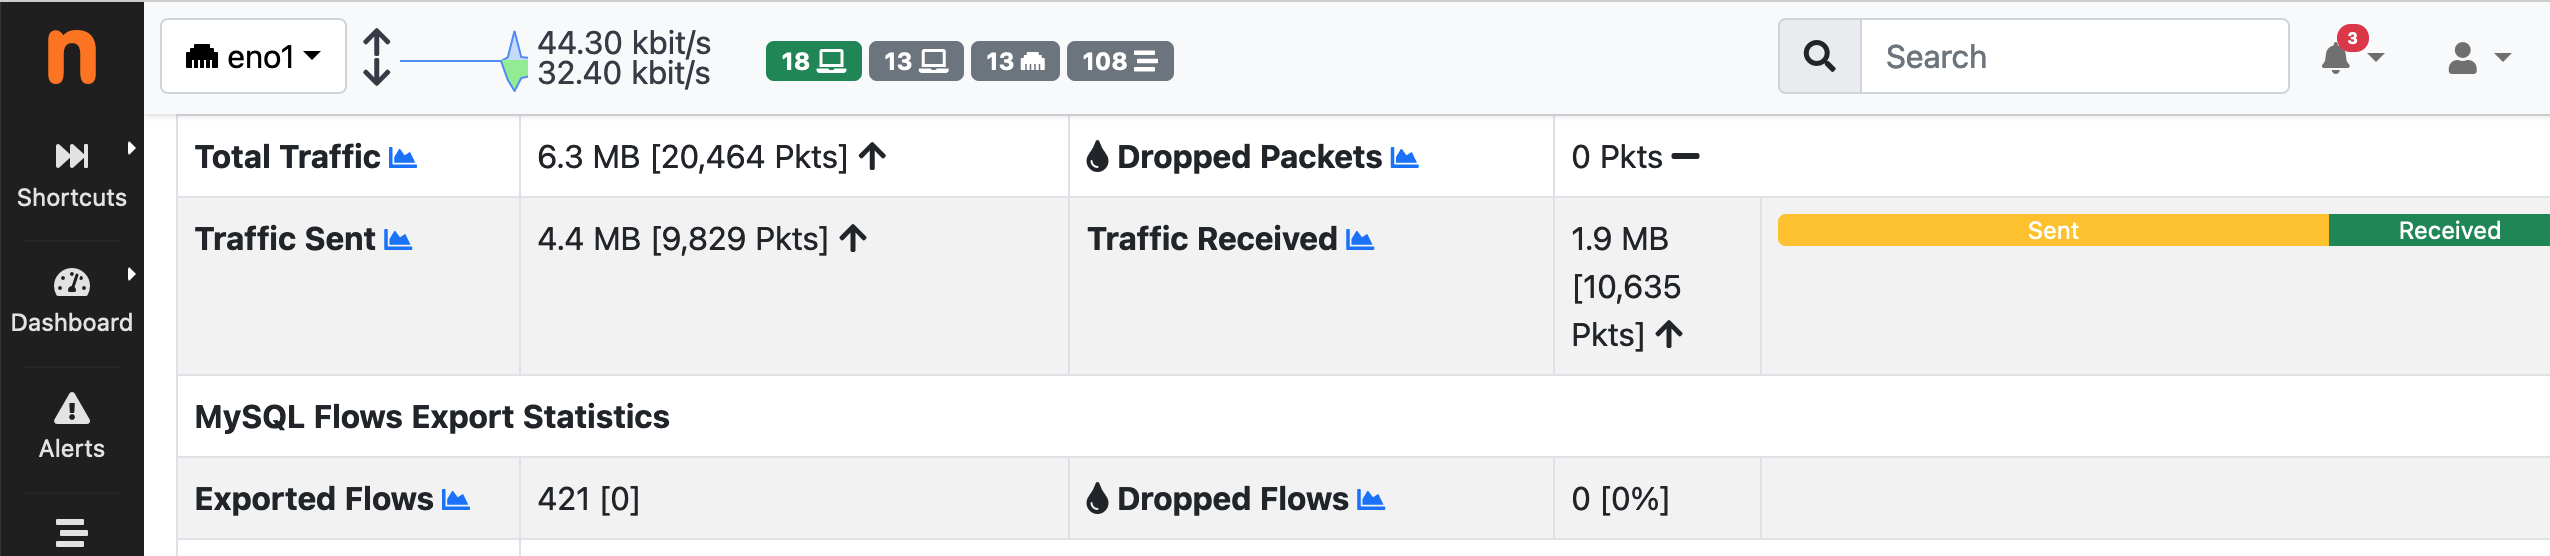 n
eno1
44.30 kbit/s
32.40 kbit/s
18
13
13
108
Search
3
Shortcuts
Dashboard
Alerts
Total Traffic
6.3 MB [20,464 Pkts]
Dropped Packets
0 Pkts
Traffic Sent
4.4 MB [9,829 Pkts]
Traffic Received
1.9 MB
[10,635
Pkts]
Sent
Received
MySQL Flows Export Statistics
Exported Flows
421 [0]
Dropped Flows
0 [0%]